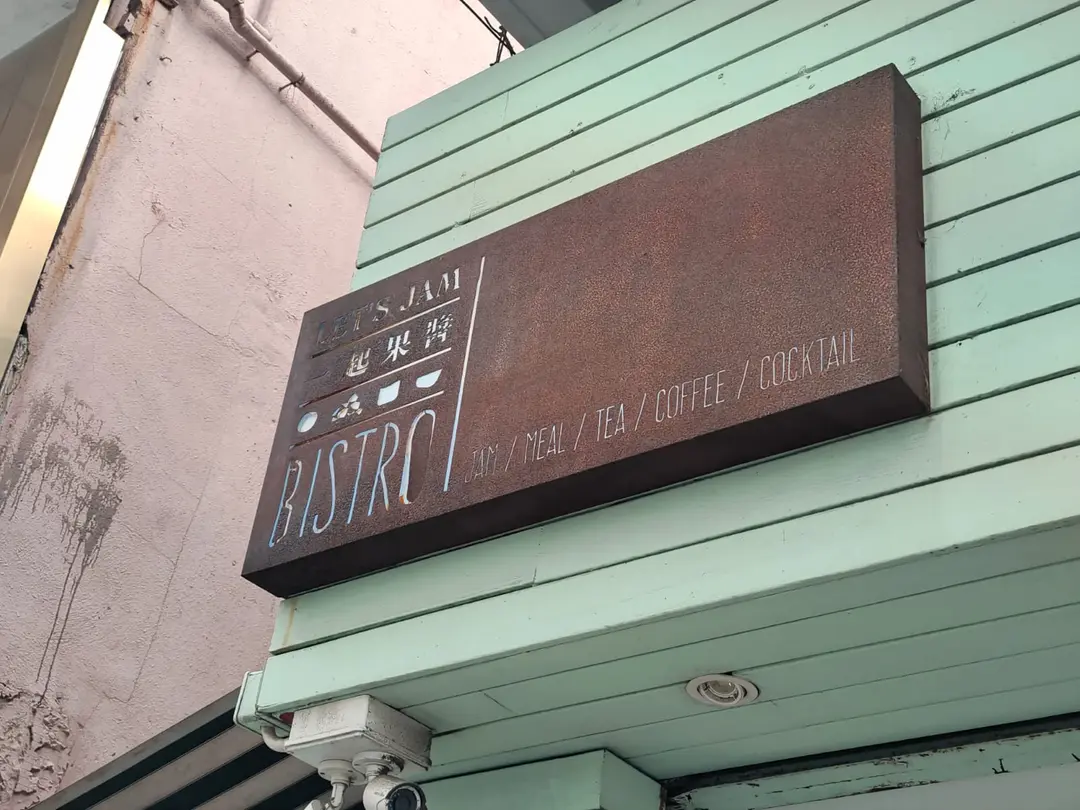 LET'S JAM
一起果醬
BISTRO
JAM / MEAL / TEA / COFFEE / COCKTAIL